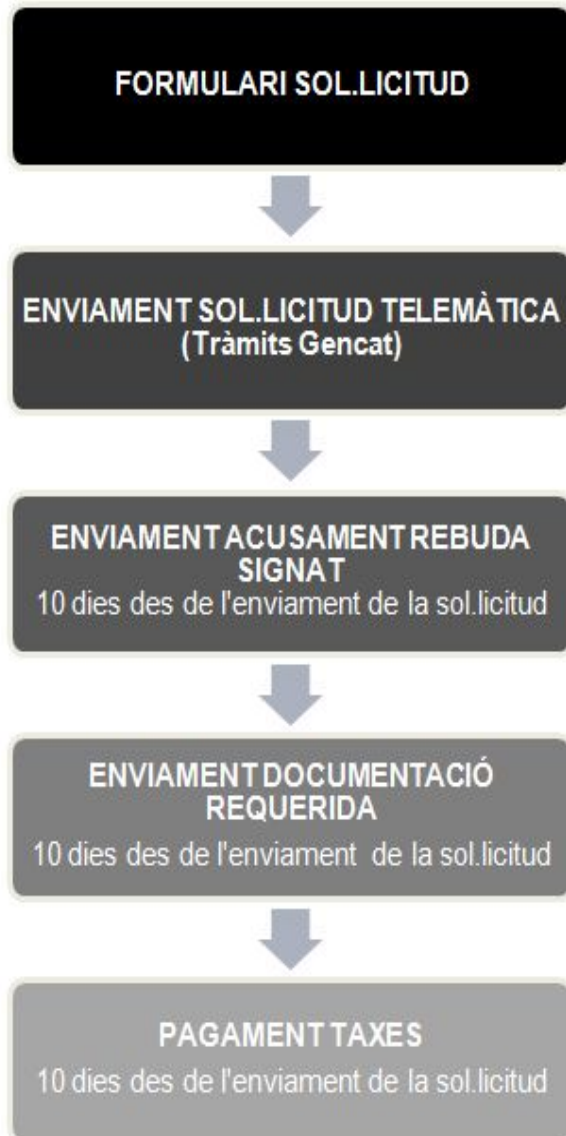 FORMULARI SOL.LICITUD
ENVIAMENT SOL.LICITUD TELEMÀTICA
(Tràmits Gencat)
ENVIAMENT ACUSAMENT REBUDA
SIGNAT
10 dies des de l'enviament de la sol.licitud
ENVIAMENT DOCUMENTACIÓ
REQUERIDA
10 dies des de l'enviament de la sol.licitud
PAGAMENT TAXES
10 dies des de l'enviament de la sol.licitud